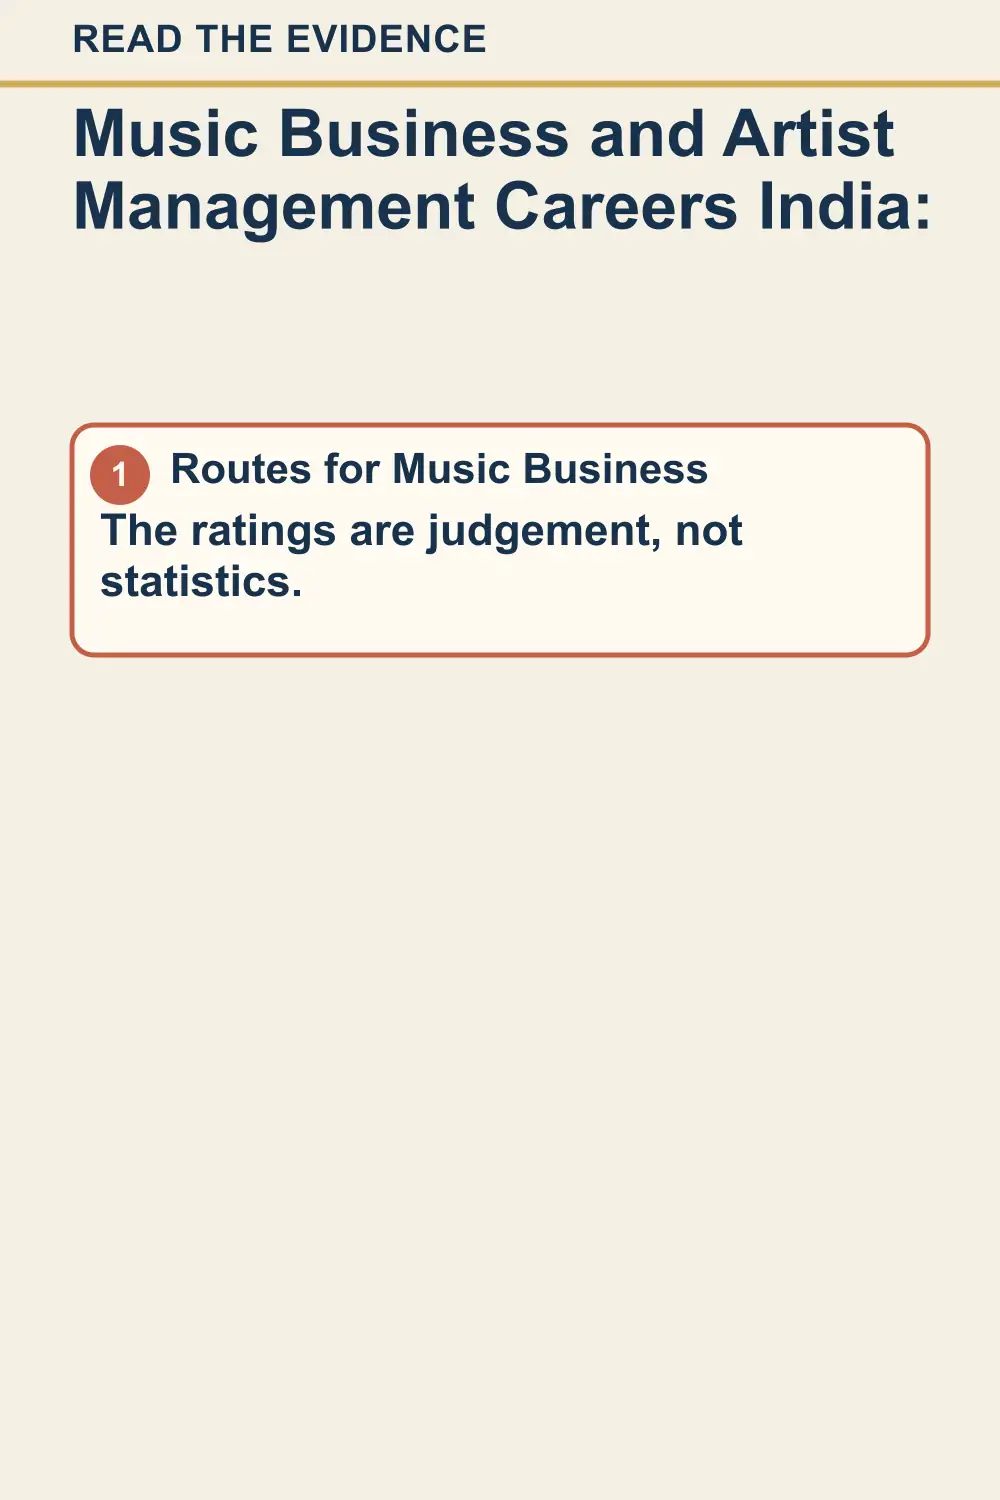 READ THE EVIDENCE
Music Business and Artist
Management Careers India:
1 Routes for Music Business
The ratings are judgement, not
statistics.